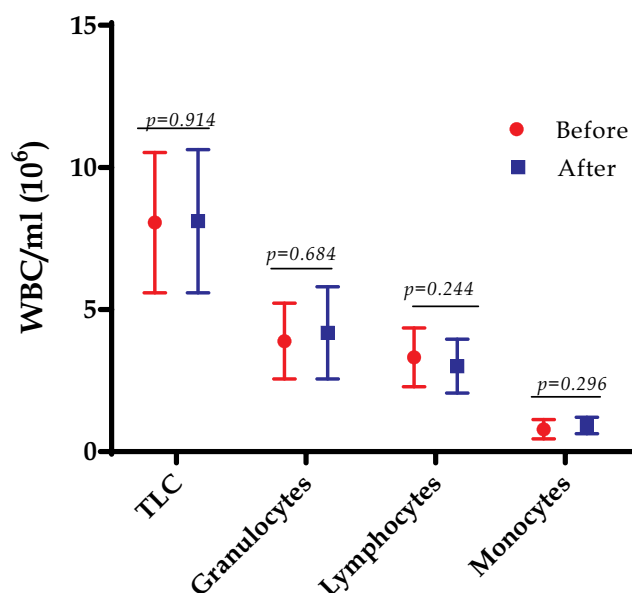 15
10
5
0
WBC/ml (10⁶)
p=0.914
p=0.684
p=0.244
p=0.296
Before
After
TLC
Granulocytes
Lymphocytes
Monocytes